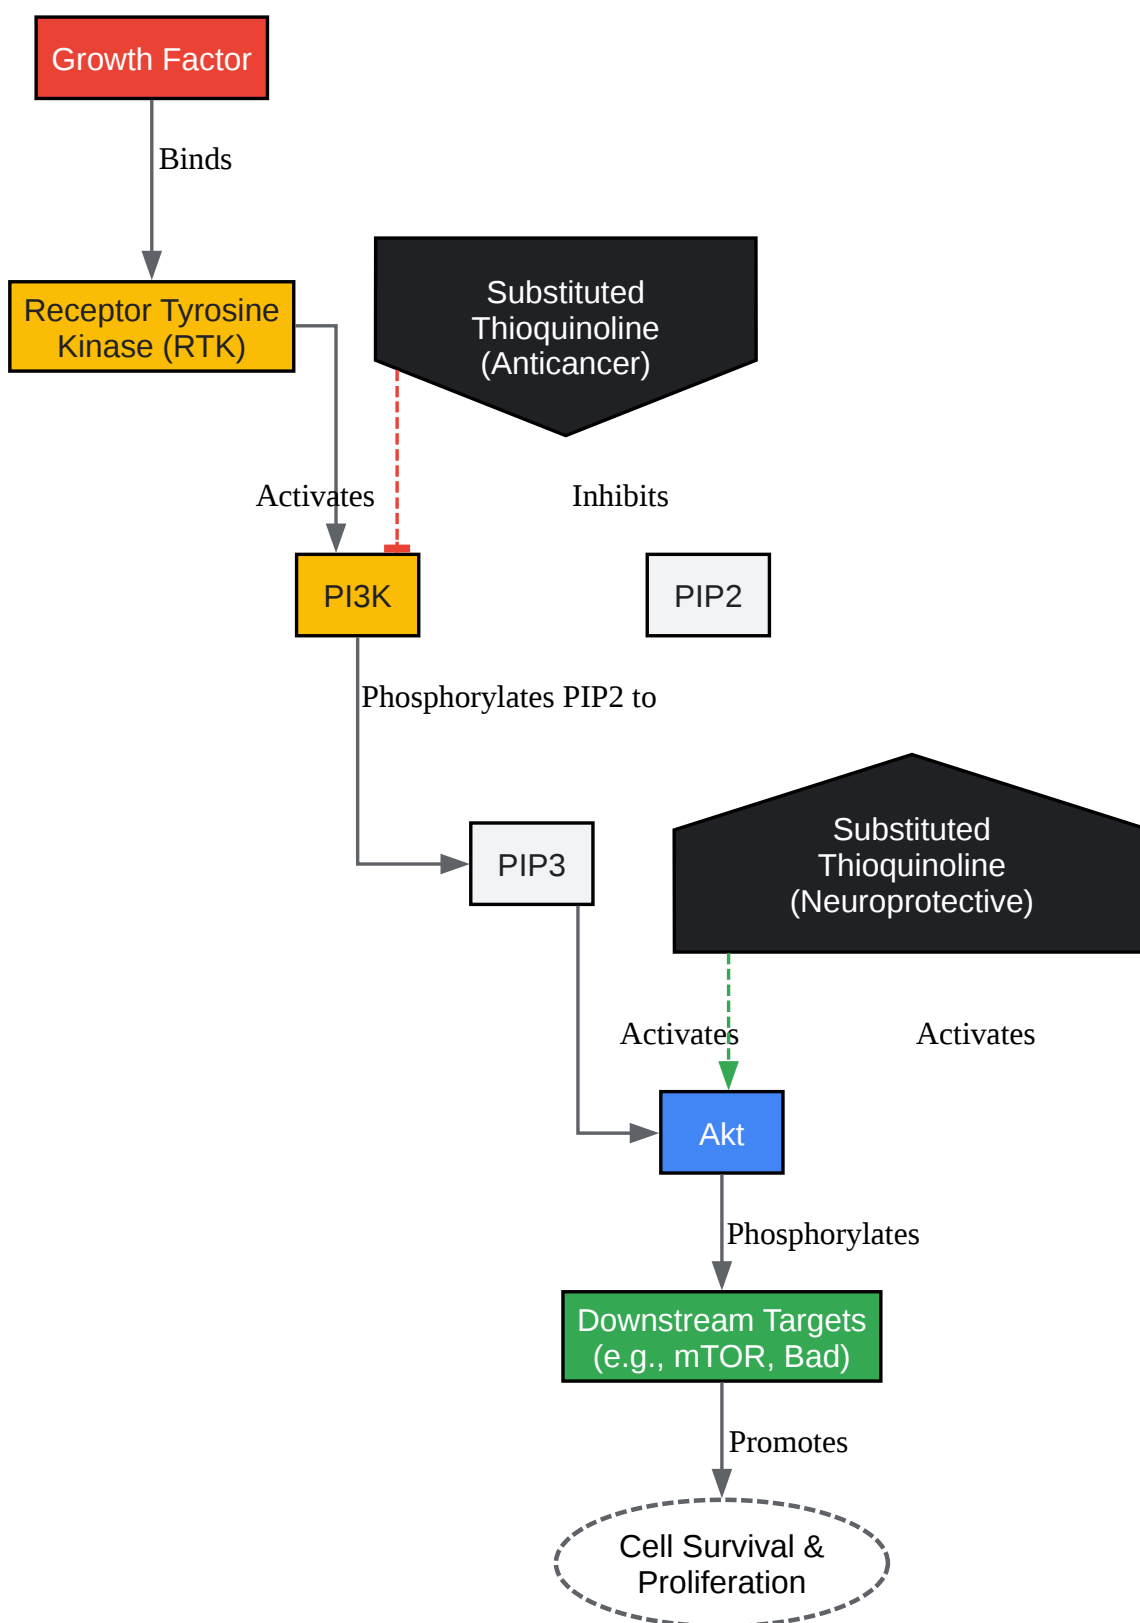 Growth Factor
Binds
Receptor Tyrosine
Kinase (RTK)
Substituted
Thioquinoline
(Anticancer)
Activates
Inhibits
PI3K
PIP2
Phosphorylates PIP2 to
PIP3
Substituted
Thioquinoline
(Neuroprotective)
Activates
Activates
Akt
Phosphorylates
Downstream Targets
(e.g., mTOR, Bad)
Promotes
Cell Survival &
Proliferation